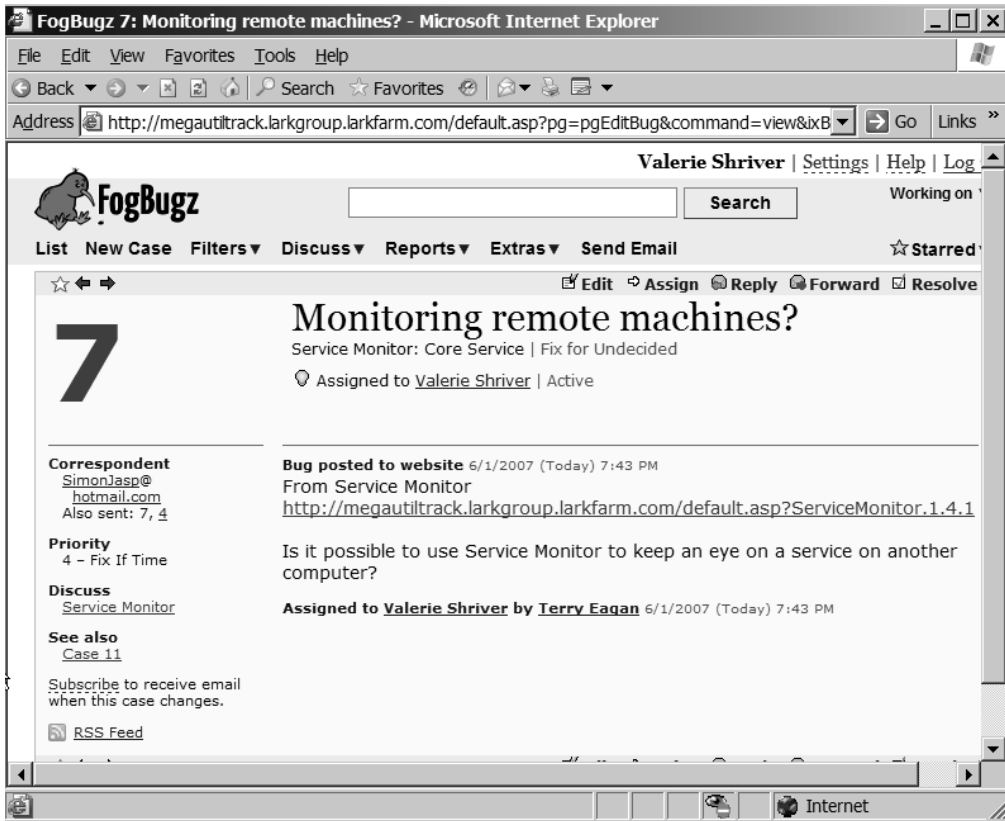 FogBugz 7: Monitoring remote machines? - Microsoft Internet Explorer
File Edit View Favorites Tools Help
Back Search Favorites
Address http://megautiltrack.larkgroup.larkfarm.com/default.asp?pg=pgEditBug&command=view&ixB Go Links »
Valerie Shriver | Settings | Help | Log
FogBugz Search Working on
List New Case Filters Discuss Reports Extras Send Email Starred
Edit Assign Reply Forward Resolve
7
Monitoring remote machines?
Service Monitor: Core Service | Fix for Undecided
Assigned to Valerie Shriver | Active
Correspondent
SimonJasp@
hotmail.com
Also sent: 7, 4
Priority
4 – Fix If Time
Discuss
Service Monitor
See also
Case 11
Subscribe to receive email
when this case changes.
RSS Feed
Bug posted to website 6/1/2007 (Today) 7:43 PM
From Service Monitor
http://megautiltrack.larkgroup.larkfarm.com/default.asp?ServiceMonitor.1.4.1
Is it possible to use Service Monitor to keep an eye on a service on another
computer?
Assigned to Valerie Shriver by Terry Eagan 6/1/2007 (Today) 7:43 PM
Internet